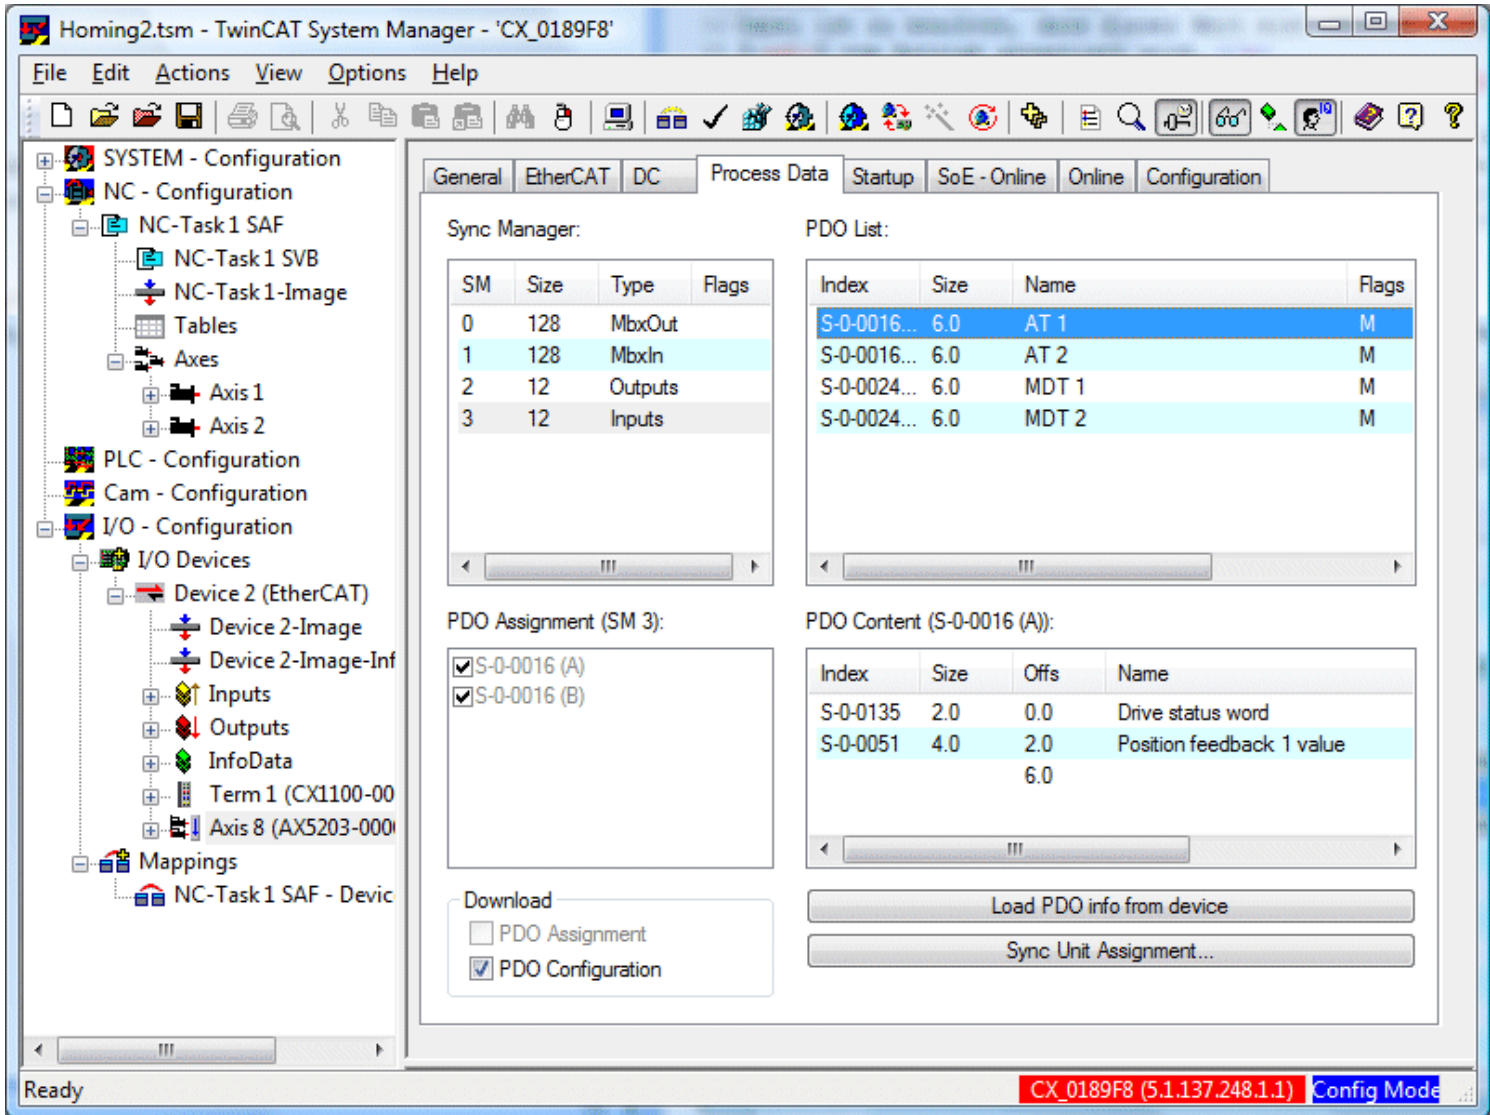 Homing2.tsm - TwinCAT System Manager - 'CX_0189F8'
File Edit Actions View Options Help
SYSTEM - Configuration
NC - Configuration
NC-Task 1 SAF
NC-Task 1 SVB
NC-Task 1-Image
Tables
Axes
Axis 1
Axis 2
PLC - Configuration
Cam - Configuration
I/O - Configuration
I/O Devices
Device 2 (EtherCAT)
Device 2-Image
Device 2-Image-Inf
Inputs
Outputs
InfoData
Term 1 (CX1100-00
Axis 8 (AX5203-000
Mappings
NC-Task 1 SAF - Devic
General EtherCAT DC Process Data Startup SoE - Online Online Configuration
Sync Manager:
SM Size Type Flags
0 128 MbxOut
1 128 MbxIn
2 12 Outputs
3 12 Inputs
PDO List:
Index Size Name Flags
S-0-0016... 6.0 AT 1 M
S-0-0016... 6.0 AT 2 M
S-0-0024... 6.0 MDT 1 M
S-0-0024... 6.0 MDT 2 M
PDO Assignment (SM 3):
S-0-0016 (A)
S-0-0016 (B)
PDO Content (S-0-0016 (A)):
Index Size Offs Name
S-0-0135 2.0 0.0 Drive status word
S-0-0051 4.0 2.0 Position feedback 1 value
6.0
Download
PDO Assignment
PDO Configuration
Load PDO info from device
Sync Unit Assignment...
Ready
CX_0189F8 (5.1.137.248.1.1) Config Mode